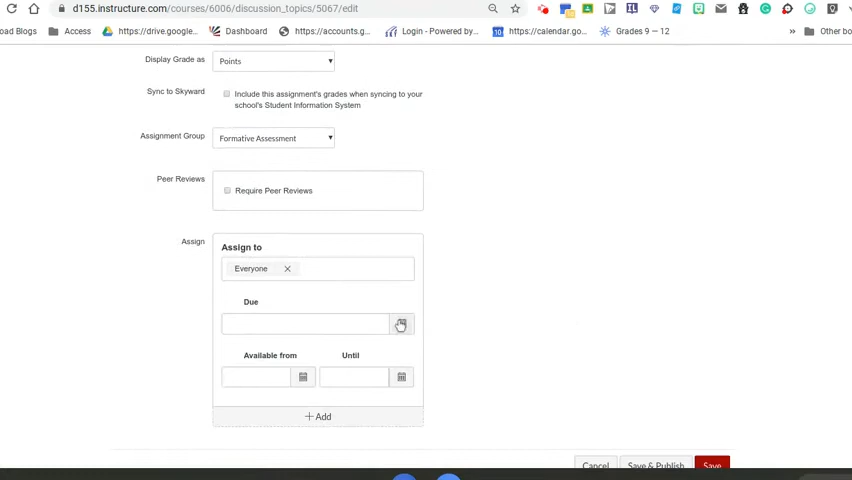 d155.instructure.com/courses/6006/discussion_topics/5067/edit
oad Blogs Access https://drive.google... Dashboard https://accounts.g... Login - Powered by... https://calendar.go... Grades 9 — 12 » Other bo
Display Grade as Points
Sync to Skyward Include this assignment's grades when syncing to your
school's Student Information System
Assignment Group Formative Assessment
Peer Reviews
Require Peer Reviews
Assign Assign to
Everyone
Due
Available from Until
+ Add
Cancel Save & Publish Save